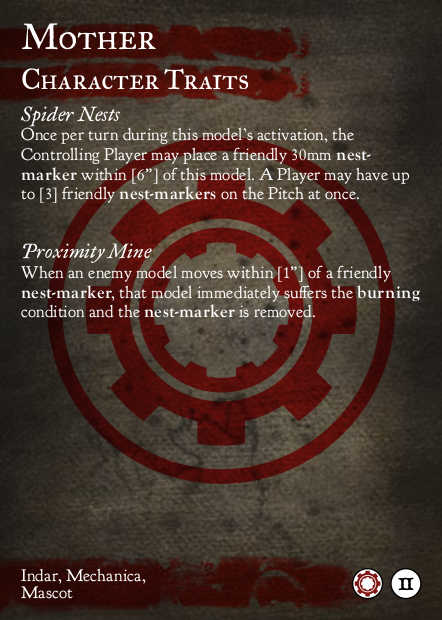 Mother
Character Traits
Spider Nests
Once per turn during this model's activation, the
Controlling Player may place a friendly 30mm nest-
marker within [6"] of this model. A Player may have up
to [3] friendly nest-markers on the Pitch at once.
Proximity Mine
When an enemy model moves within [1"] of a friendly
nest-marker, that model immediately suffers the burning
condition and the nest-marker is removed.
Indar, Mechanica,
Mascot
II